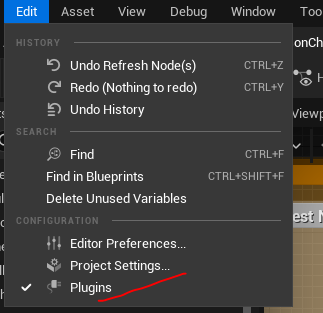 Edit Asset View Debug Window Too
HISTORY
Undo Refresh Node(s) CTRL+Z
Redo (Nothing to redo) CTRL+Y
Undo History
SEARCH
Find CTRL+F
Find in Blueprints CTRL+SHIFT+F
Delete Unused Variables
CONFIGURATION
Editor Preferences...
Project Settings...
Plugins
onCh
H
Viewp
est N